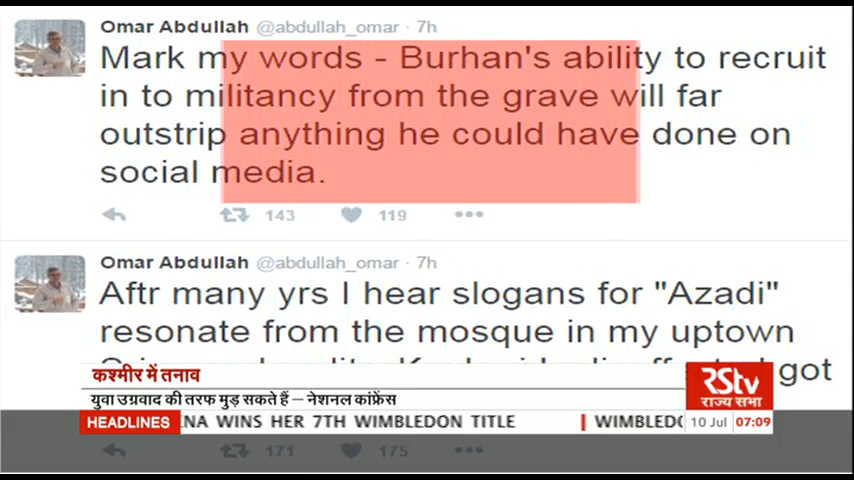 Omar Abdullah @abdullah_omar · 7h
Mark my words - Burhan's ability to recruit
in to militancy from the grave will far
outstrip anything he could have done on
social media.
143 119
Omar Abdullah @abdullah_omar · 7h
Aftr many yrs I hear slogans for "Azadi"
resonate from the mosque in my uptown
got
कश्मीर में तनाव
युवा उग्रवाद की तरफ मुड़ सकते हैं – नेशनल कांफ्रेंस
RSTV
राज्य सभा
HEADLINES ENA WINS HER 7TH WIMBLEDON TITLE | WIMBLED
10 Jul 07:09
171 175